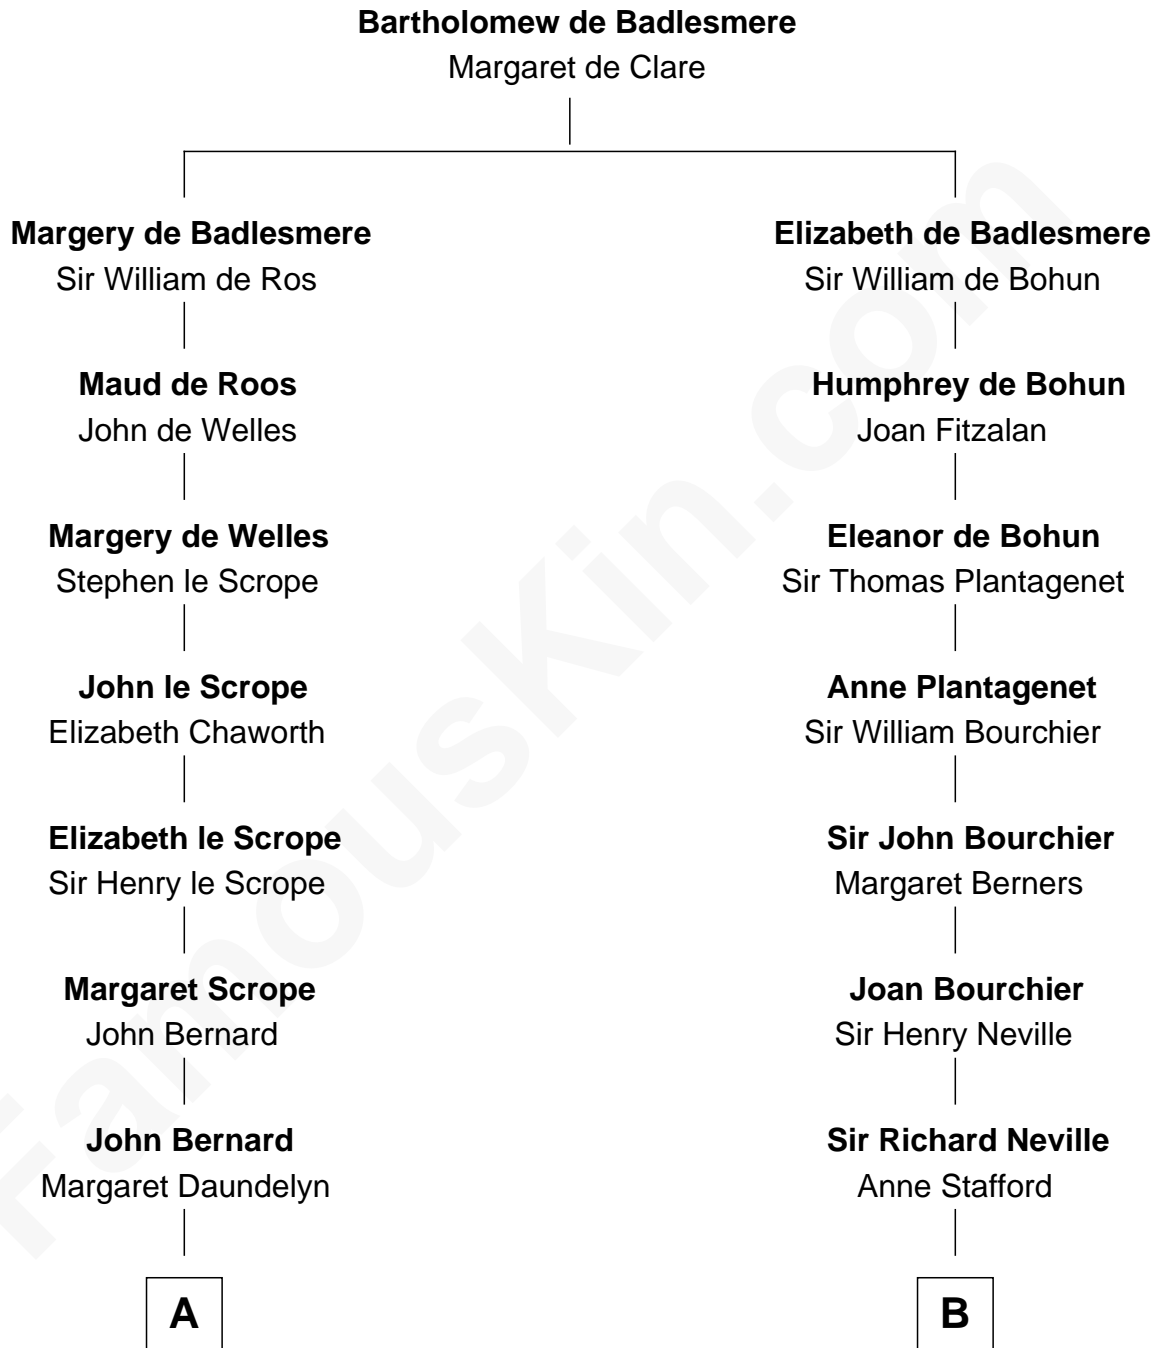 Bartholomew de Badlesmere
Margaret de Clare
Margery de Badlesmere
Sir William de Ros
Elizabeth de Badlesmere
Sir William de Bohun
Maud de Roos
John de Welles
Humphrey de Bohun
Joan Fitzalan
Margery de Welles
Stephen le Scrope
Eleanor de Bohun
Sir Thomas Plantagenet
John le Scrope
Elizabeth Chaworth
Anne Plantagenet
Sir William Bourchier
Elizabeth le Scrope
Sir Henry le Scrope
Sir John Bourchier
Margaret Berners
Margaret Scrope
John Bernard
Joan Bourchier
Sir Henry Neville
John Bernard
Margaret Daundelyn
Sir Richard Neville
Anne Stafford
A
B
FamousKin.com